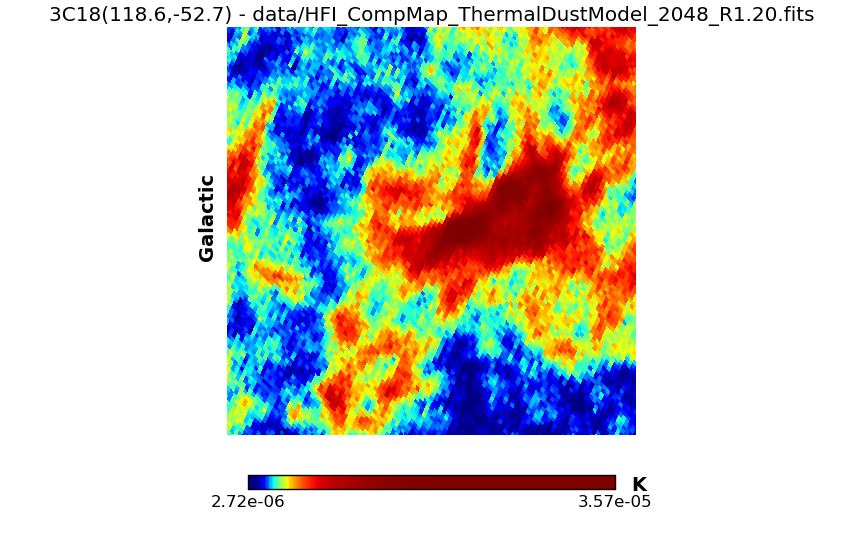 3C18(118.6,-52.7) - data/HFI_CompMap_ThermalDustModel_2048_R1.20.fits
Galactic
K
2.72e-06
3.57e-05